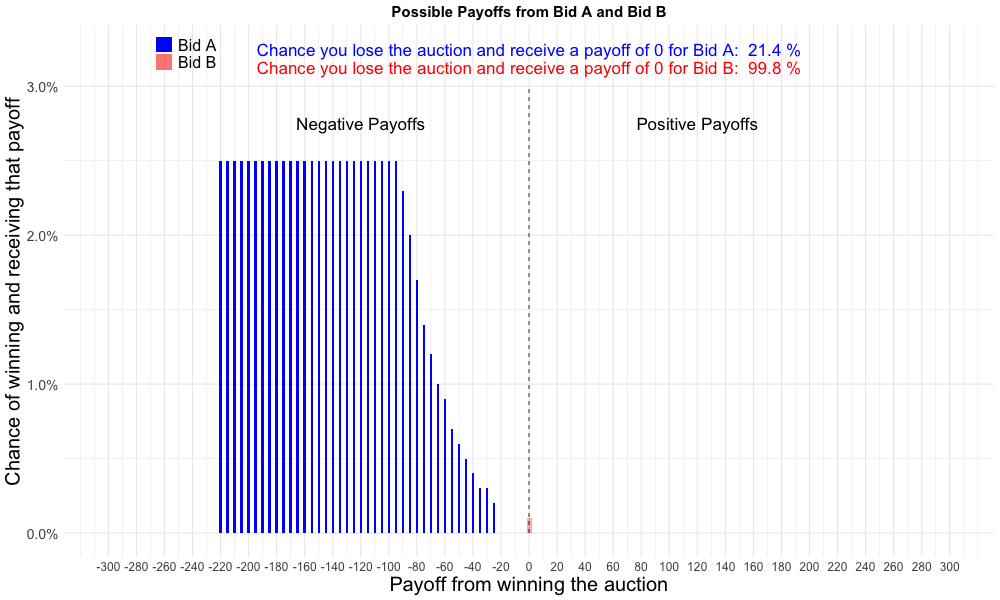 Possible Payoffs from Bid A and Bid B
Bid A
Bid B
Chance you lose the auction and receive a payoff of 0 for Bid A:  21.4 %
Chance you lose the auction and receive a payoff of 0 for Bid B:  99.8 %
Negative Payoffs
Positive Payoffs
Chance of winning and receiving that payoff
3.0%
2.0%
1.0%
0.0%
-300 -280 -260 -240 -220 -200 -180 -160 -140 -120 -100 -80 -60 -40 -20 0 20 40 60 80 100 120 140 160 180 200 220 240 260 280 300
Payoff from winning the auction